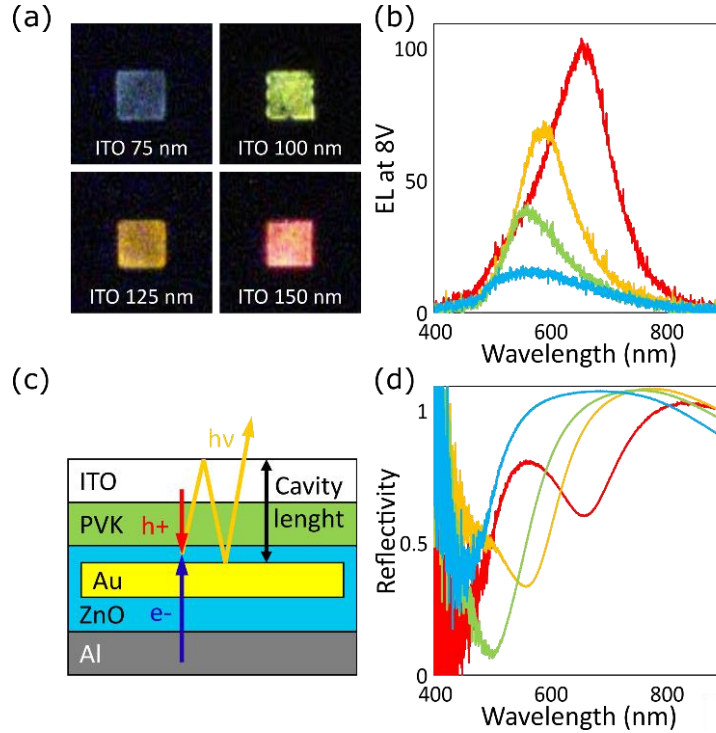 (a)
ITO 75 nm
ITO 100 nm
ITO 125 nm
ITO 150 nm
(b)
100
50
0
EL at 8V
400
600
800
Wavelength (nm)
(c)
hν
ITO
Cavity
lenght
PVK
h+
Au
ZnO
e-
Al
(d)
1
0.5
0
Reflectivity
400
600
800
Wavelength (nm)